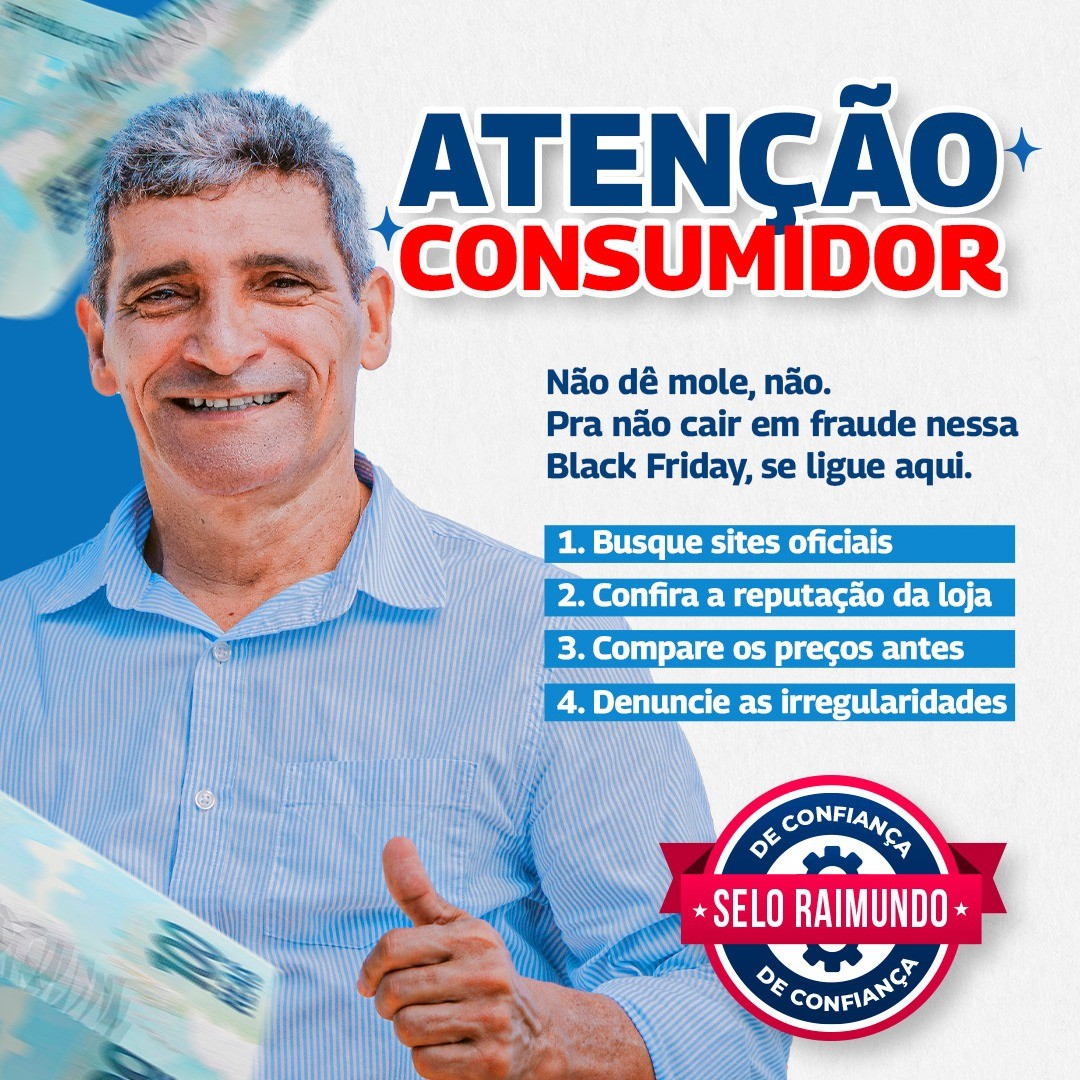 ATENÇÃO
CONSUMIDOR
Não dê mole, não.
Pra não cair em fraude nessa
Black Friday, se ligue aqui.
1. Busque sites oficiais
2. Confira a reputação da loja
3. Compare os preços antes
4. Denuncie as irregularidades
DE CONFIANÇA
SELO RAIMUNDO
DE CONFIANÇA